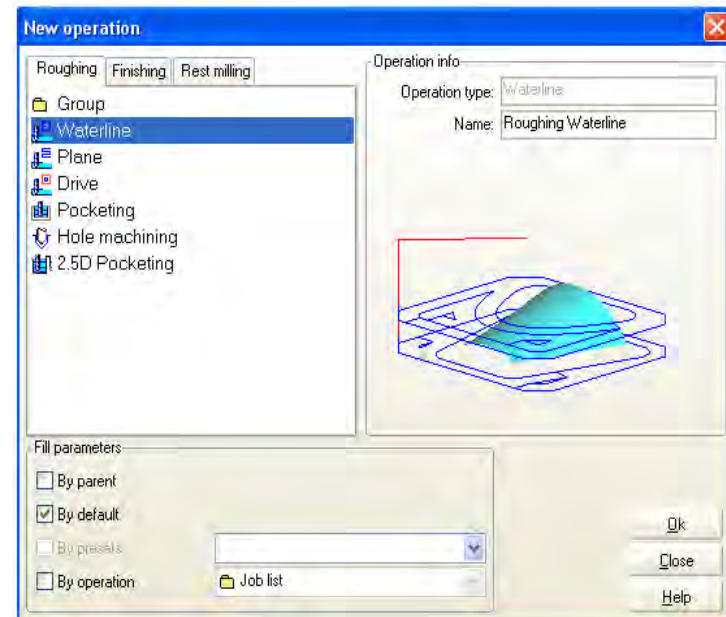 New operation
Roughing
Finishing
Rest milling
Group
Waterline
Plane
Drive
Pocketing
Hole machining
2.5D Pocketing
Operation info
Operation type: Waterline
Name: Roughing Waterline
Fill parameters
By parent
By default
By presets
By operation
Job list
Ok
Close
Help